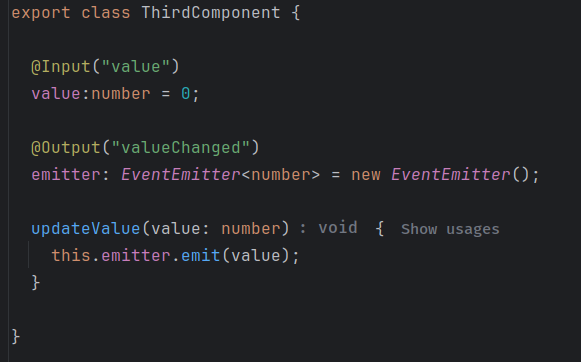 export class ThirdComponent {
@Input("value")
value:number = 0;
@Output("valueChanged")
emitter: EventEmitter<number> = new EventEmitter();
updateValue(value: number) : void { Show usages
this.emitter.emit(value);
}
}